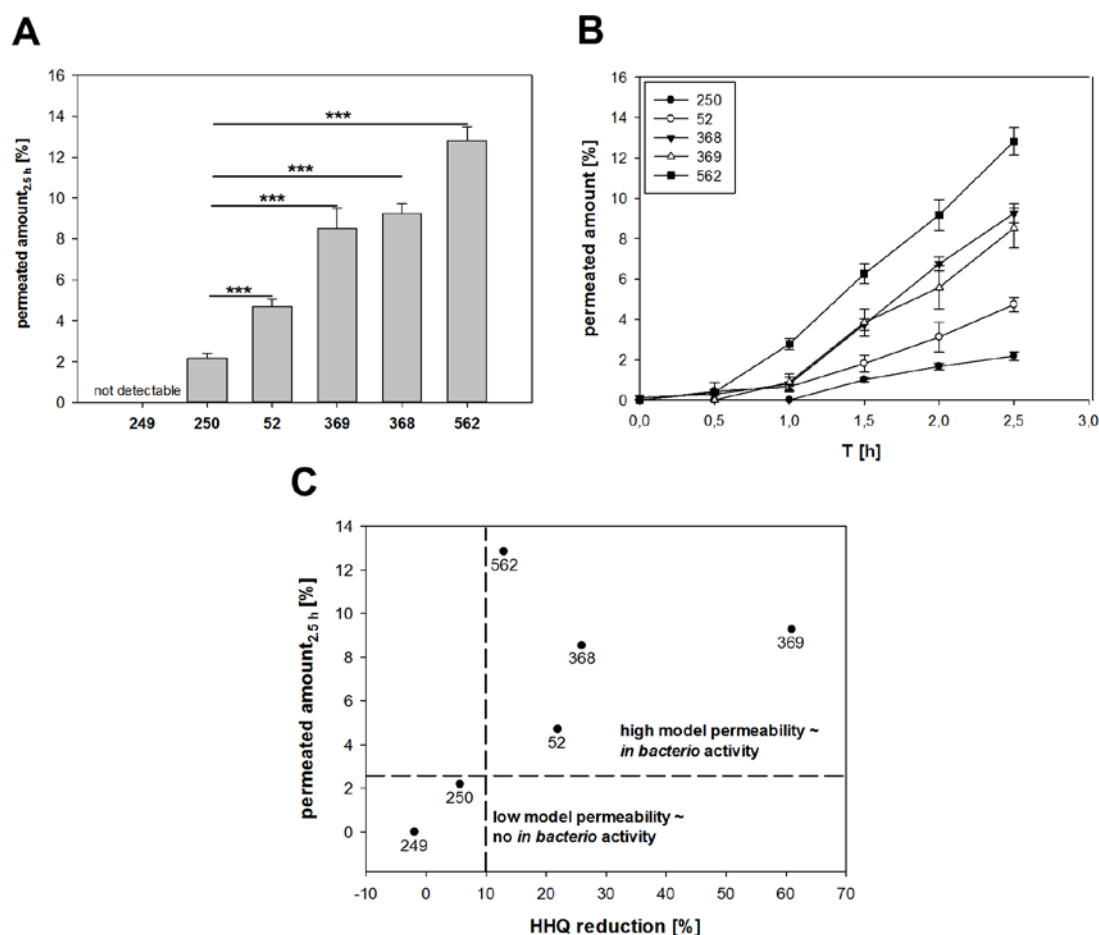 A
permeated amount2.5 h [%]
16
14
12
10
8
6
4
2
0
***
***
***
***
not detectable
249 250 52 369 368 562
B
permeated amount [%]
16
14
12
10
8
6
4
2
0
250
52
368
369
562
0,0 0,5 1,0 1,5 2,0 2,5 3,0
T [h]
C
permeated amount2.5 h [%]
14
12
10
8
6
4
2
0
562
368
369
52
high model permeability ~
in bacterio activity
250
low model permeability ~
no in bacterio activity
249
-10 0 10 20 30 40 50 60 70
HHQ reduction [%]